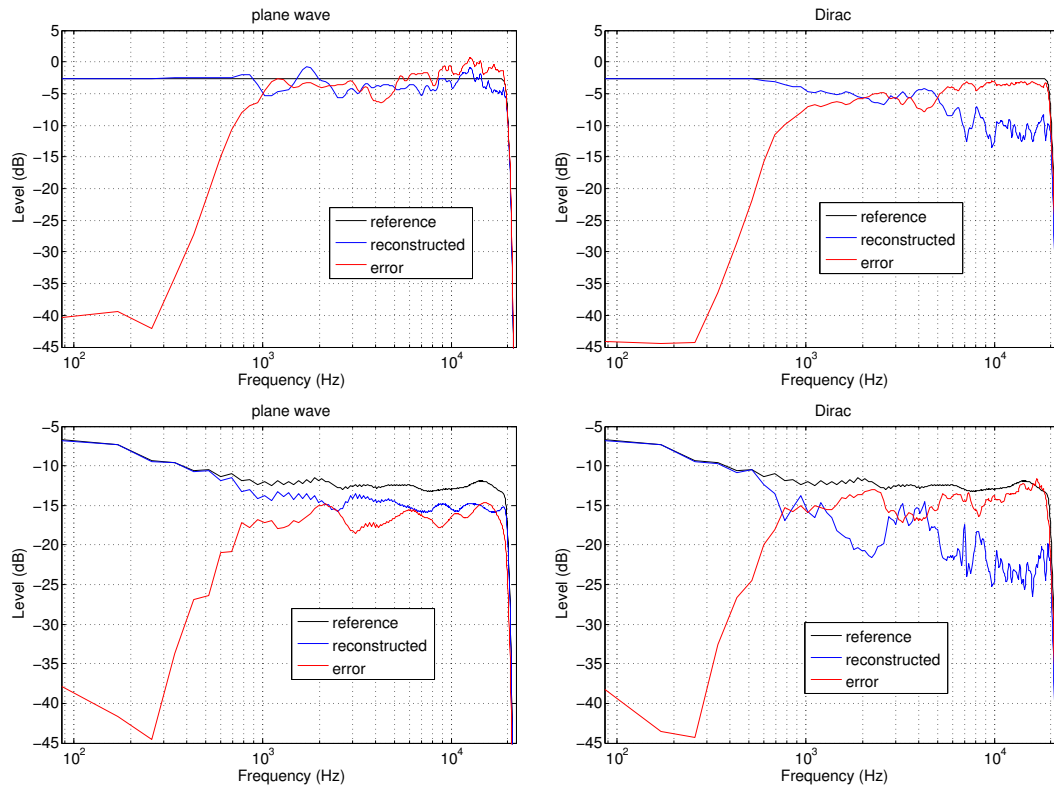 plane wave
5
0
−5
−10
−15
−20
−25
−30
−35
−40
−45
Level (dB)
10^2
10^3
10^4
Frequency (Hz)
reference
reconstructed
error
Dirac
5
0
−5
−10
−15
−20
−25
−30
−35
−40
−45
Level (dB)
10^2
10^3
10^4
Frequency (Hz)
reference
reconstructed
error
plane wave
−5
−10
−15
−20
−25
−30
−35
−40
−45
Level (dB)
10^2
10^3
10^4
Frequency (Hz)
reference
reconstructed
error
Dirac
−5
−10
−15
−20
−25
−30
−35
−40
−45
Level (dB)
10^2
10^3
10^4
Frequency (Hz)
reference
reconstructed
error